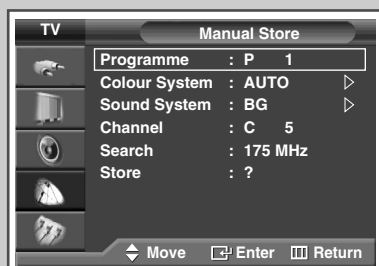 TV Manual Store
Programme : P 1
Colour System : AUTO
Sound System : BG
Channel : C 5
Search : 175 MHz
Store : ?
Move Enter Return